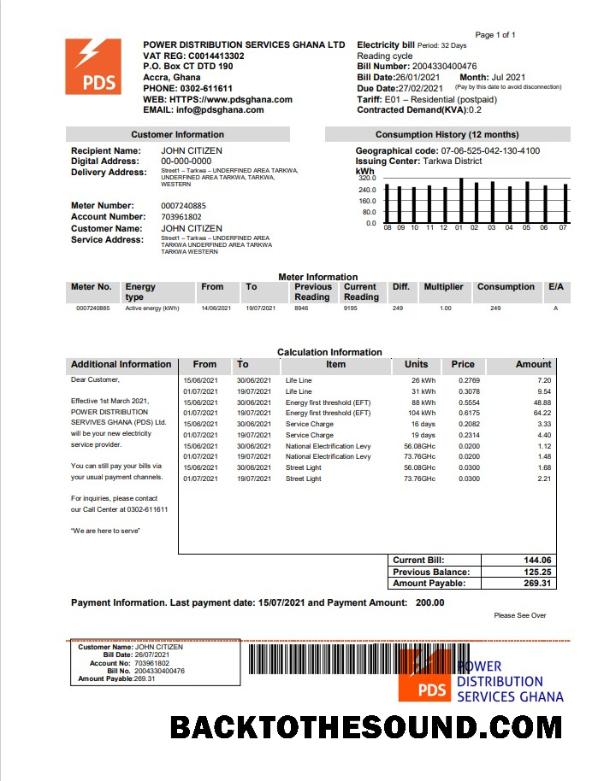 Page 1 of 1
PDS
POWER DISTRIBUTION SERVICES GHANA LTD
VAT REG: C0014413302
P.O. Box CT DTD 190
Accra, Ghana
PHONE: 0302-611611
WEB: HTTPS://www.pdsghana.com
EMAIL: info@pdsghana.com
Electricity bill Period: 32 Days
Reading cycle
Bill Number: 2004330400476
Bill Date:26/01/2021 Month: Jul 2021
Due Date:27/02/2021 (Pay by this date to avoid disconnection)
Tariff: E01 – Residential (postpaid)
Contracted Demand(KVA):0.2
Customer Information
Recipient Name: JOHN CITIZEN
Digital Address: 00-000-0000
Delivery Address: Street1 – Tarkwa – UNDERFINED AREA TARKWA,
UNDERFINED AREA TARKWA, TARKWA,
WESTERN
Meter Number: 0007240885
Account Number: 703961802
Customer Name: JOHN CITIZEN
Service Address: Street1 – Tarkwa – UNDERFINED AREA
TARKWA UNDERFINED AREA TARKWA
TARKWA WESTERN
Consumption History (12 months)
Geographical code: 07-06-525-042-130-4100
Issuing Center: Tarkwa District
kWh
320.0
240.0
160.0
80.0
0.0
08 09 10 11 12 01 02 03 04 05 06 07
Meter Information
Meter No. Energy type From To Previous Reading Current Reading Diff. Multiplier Consumption E/A
0007240885 Active energy (kWh) 14/06/2021 19/07/2021 8946 9195 249 1.00 249 A
Calculation Information
Additional Information From To Item Units Price Amount
Dear Customer,
Effective 1st March 2021,
POWER DISTRIBUTION
SERVIVES GHANA (PDS) Ltd.
will be your new electricity
service provider.
You can still pay your bills via
your usual payment channels.
For inquiries, please contact
our Call Center at 0302-611611
"We are here to serve"
15/06/2021 30/06/2021 Life Line 26 kWh 0.2769 7.20
01/07/2021 19/07/2021 Life Line 31 kWh 0.3078 9.54
15/06/2021 30/06/2021 Energy first threshold (EFT) 88 kWh 0.5554 48.88
01/07/2021 19/07/2021 Energy first threshold (EFT) 104 kWh 0.6175 64.22
15/06/2021 30/06/2021 Service Charge 16 days 0.2082 3.33
01/07/2021 19/07/2021 Service Charge 19 days 0.2314 4.40
15/06/2021 30/06/2021 National Electrification Levy 56.08GHc 0.0200 1.12
01/07/2021 19/07/2021 National Electrification Levy 73.76GHc 0.0200 1.48
15/06/2021 30/06/2021 Street Light 56.08GHc 0.0300 1.68
01/07/2021 19/07/2021 Street Light 73.76GHc 0.0300 2.21
Current Bill: 144.06
Previous Balance: 125.25
Amount Payable: 269.31
Payment Information. Last payment date: 15/07/2021 and Payment Amount: 200.00
Please See Over
Customer Name: JOHN CITIZEN
Bill Date: 26/07/2021
Account No: 703961802
Bill No. 2004330400476
Amount Payable:269.31
PDS
POWER
DISTRIBUTION
SERVICES GHANA
BACKTOTHESOUND.COM